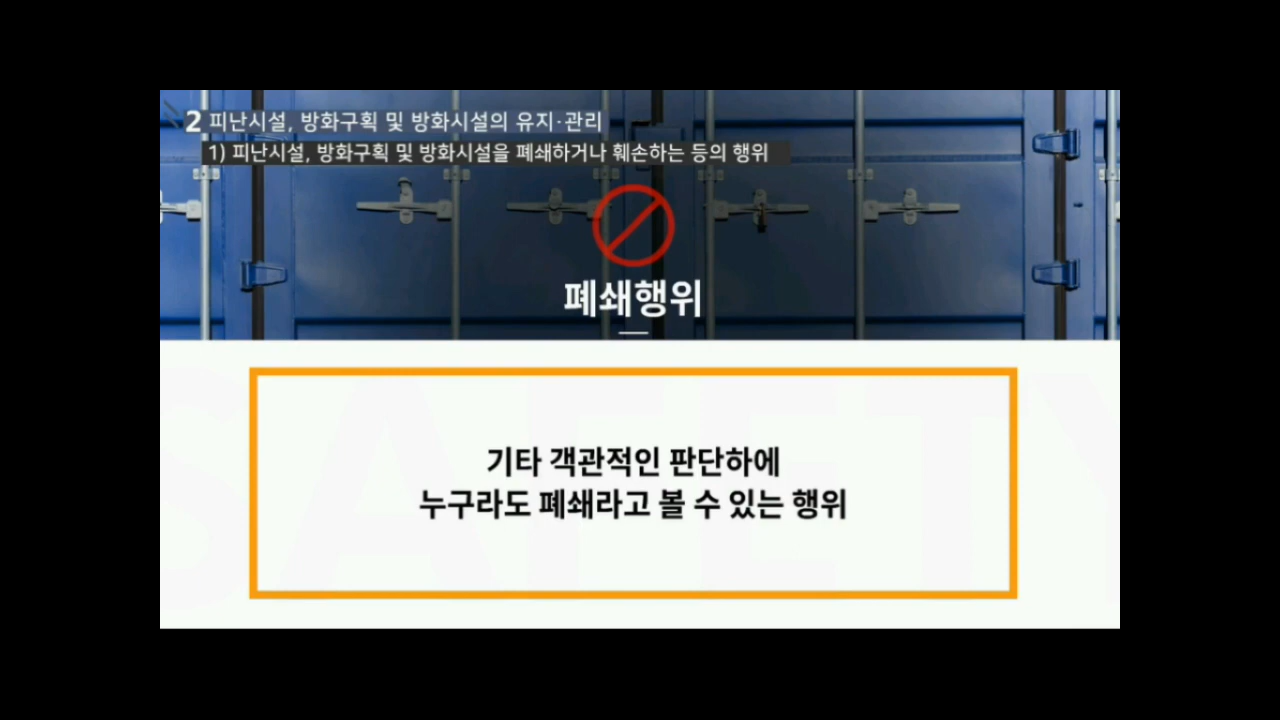 2 피난시설, 방화구획 및 방화시설의 유지·관리
1) 피난시설, 방화구획 및 방화시설을 폐쇄하거나 훼손하는 등의 행위
폐쇄행위
기타 객관적인 판단하에
누구라도 폐쇄라고 볼 수 있는 행위
SAFETY